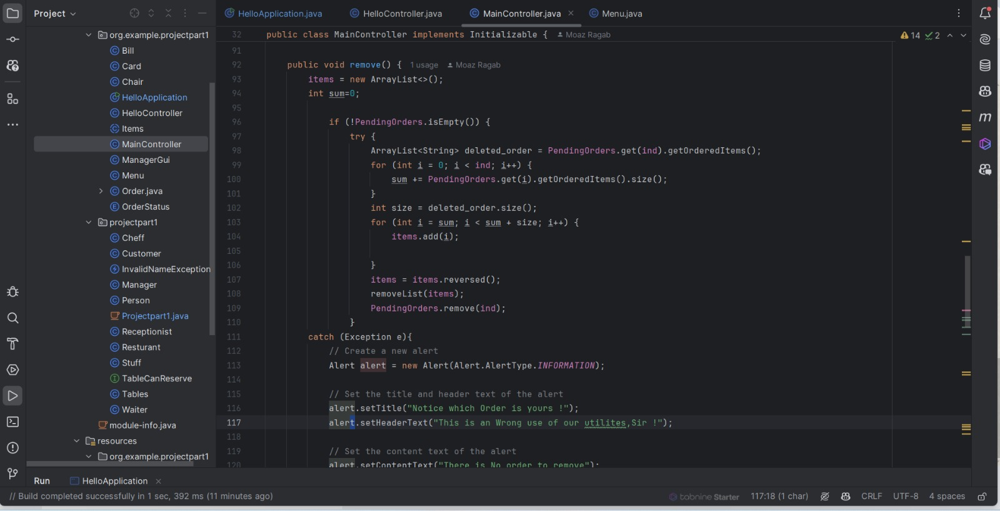 Project
HelloApplication.java
HelloController.java
MainController.java
Menu.java
org.example.projectpart1
Bill
Card
Chair
HelloApplication
HelloController
Items
MainController
ManagerGui
Menu
Order.java
OrderStatus
projectpart1
Cheff
Customer
InvalidNameException
Manager
Person
Projectpart1.java
Receptionist
Resturant
Stuff
TableCanReserve
Tables
Waiter
module-info.java
resources
org.example.projectpart1
32 public class MainController implements Initializable { Moaz Ragab
14 2
91
92 public void remove() { 1 usage Moaz Ragab
93 items = new ArrayList<>();
94 int sum=0;
95
96 if (!PendingOrders.isEmpty()) {
97 try {
98 ArrayList<String> deleted_order = PendingOrders.get(ind).getOrderedItems();
99 for (int i = 0; i < ind; i++) {
100 sum += PendingOrders.get(i).getOrderedItems().size();
101 }
102 int size = deleted_order.size();
103 for (int i = sum; i < sum + size; i++) {
104 items.add(i);
105
106 }
107 items = items.reversed();
108 removeList(items);
109 PendingOrders.remove(ind);
110 }
111 catch (Exception e){
112 // Create a new alert
113 Alert alert = new Alert(Alert.AlertType.INFORMATION);
114
115 // Set the title and header text of the alert
116 alert.setTitle("Notice which Order is yours !");
117 alert.setHeaderText("This is an Wrong use of our utilites,Sir !");
118
119 // Set the content text of the alert
120 alert.setContentText("There is No order to remove");
m
Run HelloApplication
// Build completed successfully in 1 sec, 392 ms (11 minutes ago)
tabnine Starter 117:18 (1 char) CRLF UTF-8 4 spaces